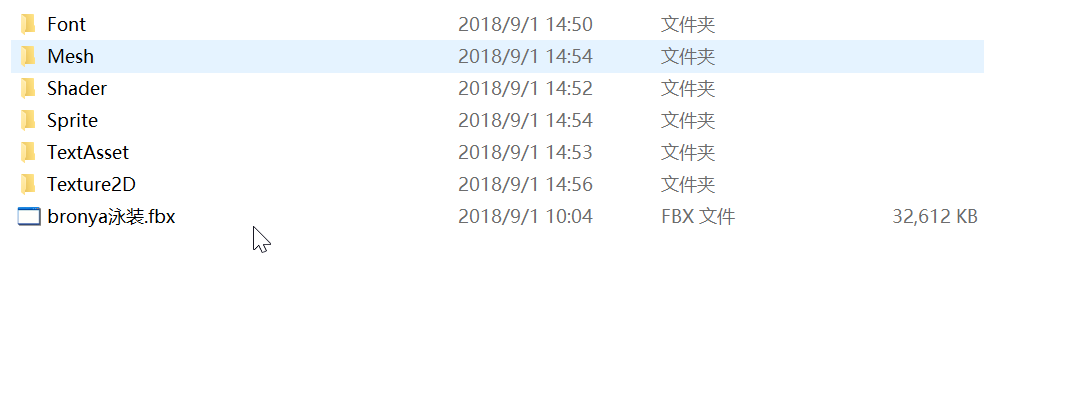 Font 2018/9/1 14:50 文件夹
Mesh 2018/9/1 14:54 文件夹
Shader 2018/9/1 14:52 文件夹
Sprite 2018/9/1 14:54 文件夹
TextAsset 2018/9/1 14:53 文件夹
Texture2D 2018/9/1 14:56 文件夹
bronya泳装.fbx 2018/9/1 10:04 FBX 文件 32,612 KB